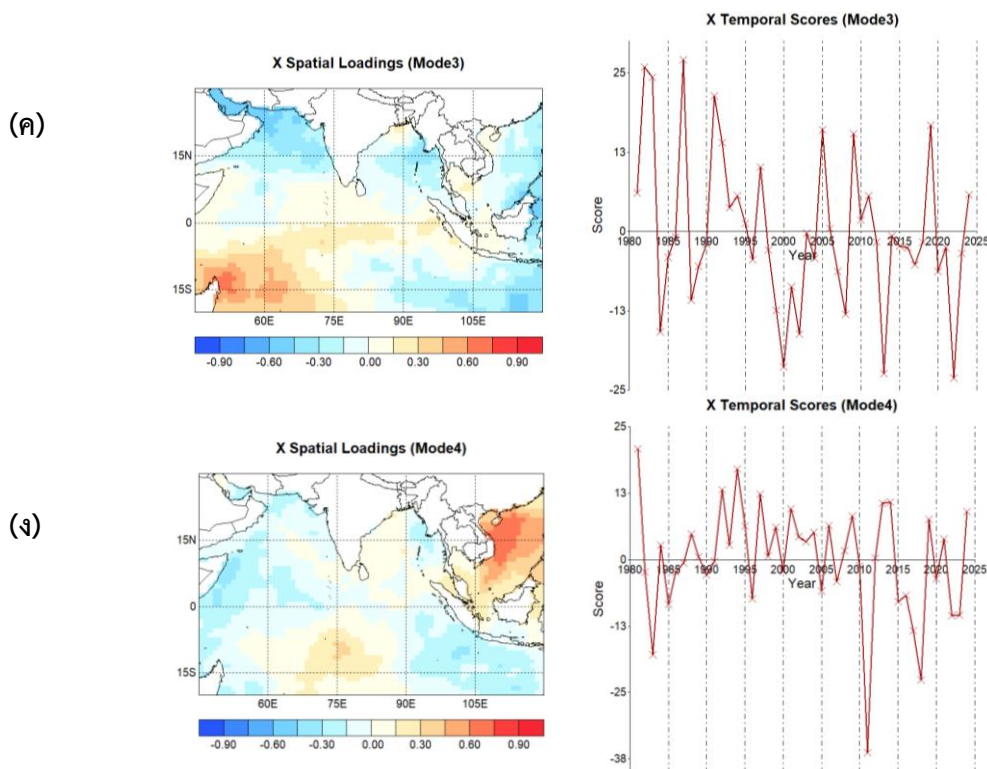 X Temporal Scores (Mode3)
X Spatial Loadings (Mode3)
(ค)
15N
0
15S
60E 75E 90E 105E
-0.90 -0.60 -0.30 0.00 0.30 0.60 0.90
25
13
0
-13
-25
Score
1980 1985 1990 1995 2000 2005 2010 2015 2020 2025
Year
X Temporal Scores (Mode4)
X Spatial Loadings (Mode4)
(ง)
15N
0
15S
60E 75E 90E 105E
-0.90 -0.60 -0.30 0.00 0.30 0.60 0.90
25
13
0
-13
-25
-38
Score
1980 1985 1990 1995 2000 2005 2010 2015 2020 2025
Year